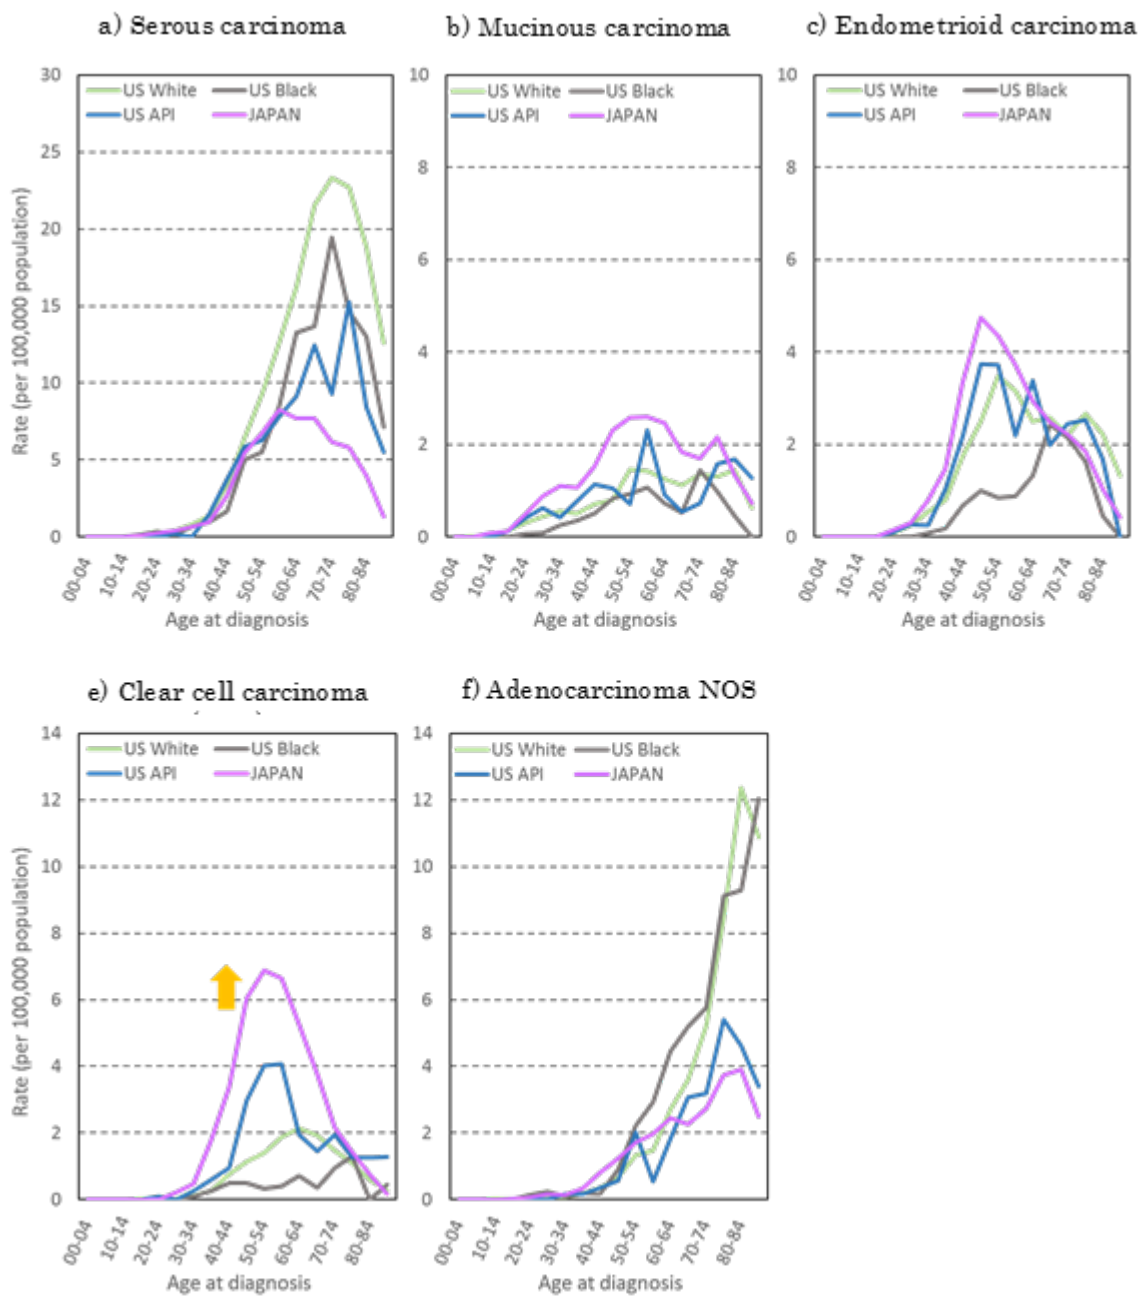 a) Serous carcinoma
b) Mucinous carcinoma
c) Endometrioid carcinoma
US White
US Black
US API
JAPAN
30
25
20
15
10
5
0
Rate (per 100,000 population)
00-04
10-14
20-24
30-34
40-44
50-54
60-64
70-74
80-84
Age at diagnosis
US White
US Black
US API
JAPAN
10
8
6
4
2
0
00-04
10-14
20-24
30-34
40-44
50-54
60-64
70-74
80-84
Age at diagnosis
US White
US Black
US API
JAPAN
10
8
6
4
2
0
00-04
10-14
20-24
30-34
40-44
50-54
60-64
70-74
80-84
Age at diagnosis
e) Clear cell carcinoma
f) Adenocarcinoma NOS
US White
US Black
US API
JAPAN
14
12
10
8
6
4
2
0
Rate (per 100,000 population)
00-04
10-14
20-24
30-34
40-44
50-54
60-64
70-74
80-84
Age at diagnosis
US White
US Black
US API
JAPAN
14
12
10
8
6
4
2
0
00-04
10-14
20-24
30-34
40-44
50-54
60-64
70-74
80-84
Age at diagnosis